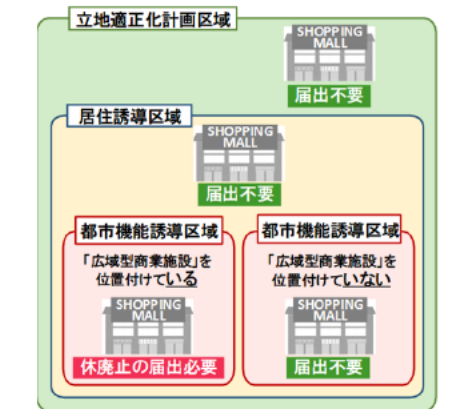 立地適正化計画区域
SHOPPING
MALL
届出不要
居住誘導区域
SHOPPING
MALL
届出不要
都市機能誘導区域
「広域型商業施設」を
位置付けている
SHOPPING
MALL
休廃止の届出必要
都市機能誘導区域
「広域型商業施設」を
位置付けていない
SHOPPING
MALL
届出不要